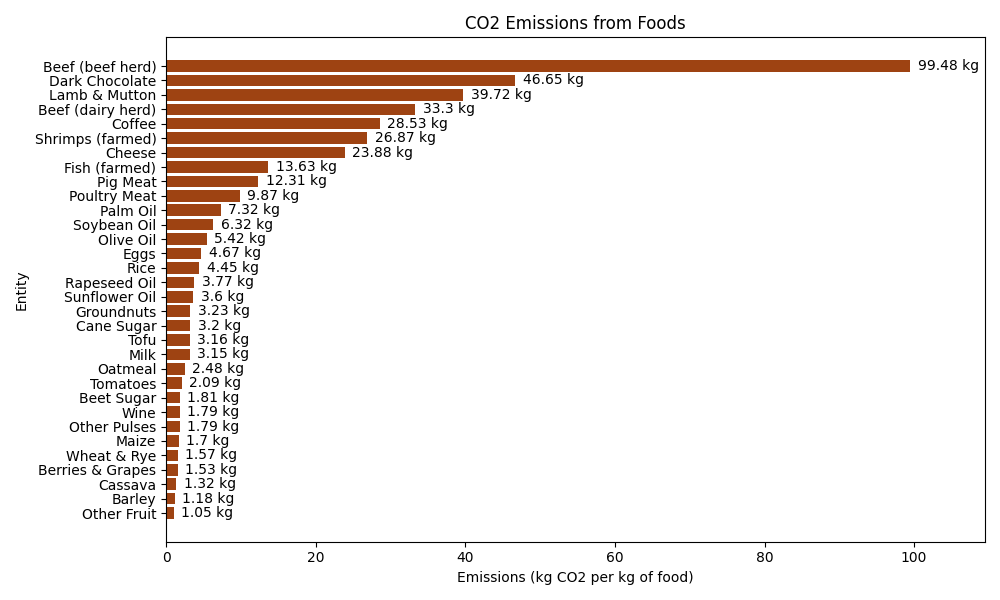 CO2 Emissions from Foods
Entity
Beef (beef herd) 99.48 kg
Dark Chocolate 46.65 kg
Lamb & Mutton 39.72 kg
Beef (dairy herd) 33.3 kg
Coffee 28.53 kg
Shrimps (farmed) 26.87 kg
Cheese 23.88 kg
Fish (farmed) 13.63 kg
Pig Meat 12.31 kg
Poultry Meat 9.87 kg
Palm Oil 7.32 kg
Soybean Oil 6.32 kg
Olive Oil 5.42 kg
Eggs 4.67 kg
Rice 4.45 kg
Rapeseed Oil 3.77 kg
Sunflower Oil 3.6 kg
Groundnuts 3.23 kg
Cane Sugar 3.2 kg
Tofu 3.16 kg
Milk 3.15 kg
Oatmeal 2.48 kg
Tomatoes 2.09 kg
Beet Sugar 1.81 kg
Wine 1.79 kg
Other Pulses 1.79 kg
Maize 1.7 kg
Wheat & Rye 1.57 kg
Berries & Grapes 1.53 kg
Cassava 1.32 kg
Barley 1.18 kg
Other Fruit 1.05 kg
0 20 40 60 80 100
Emissions (kg CO2 per kg of food)